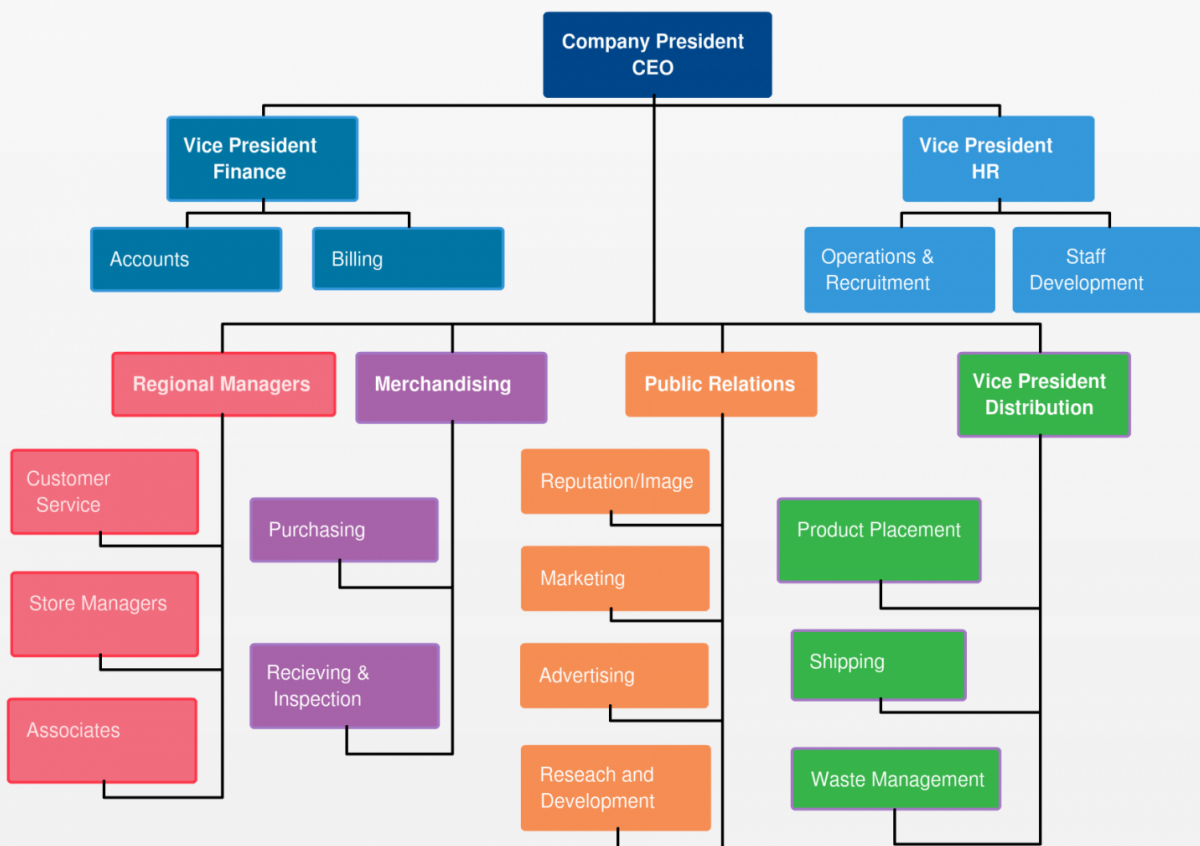 Company President
CEO
Vice President
Finance
Vice President
HR
Accounts
Billing
Operations &
Recruitment
Staff
Development
Regional Managers
Merchandising
Public Relations
Vice President
Distribution
Customer
Service
Store Managers
Associates
Purchasing
Recieving &
Inspection
Reputation/Image
Marketing
Advertising
Reseach and
Development
Product Placement
Shipping
Waste Management